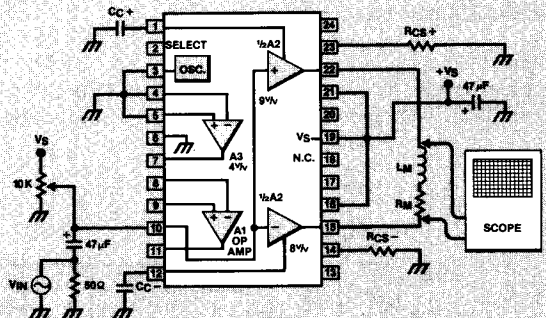 CC+
1
2
3
4
5
6
7
8
9
10
11
12
24
23
22
21
20
19
18
17
16
15
14
13
SELECT
OSC.
½A2
9V/V
A3
4V/V
A1
OP
AMP
½A2
8V/V
VS
N.C.
RCS+
+VS
47 µF
LM
RM
SCOPE
RCS-
VS
10K
47µF
VIN
50Ω
CC-